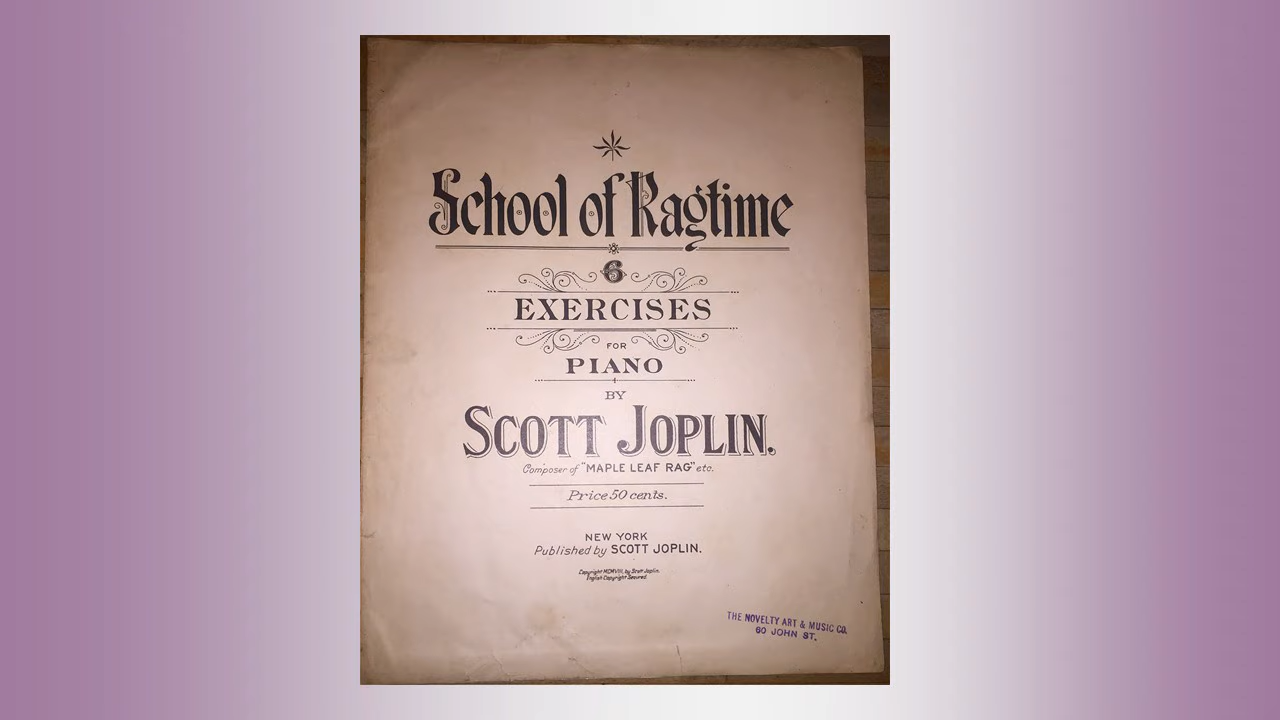 School of Ragtime
6
EXERCISES
FOR
PIANO
BY
SCOTT JOPLIN.
Composer of "MAPLE LEAF RAG" etc.
Price 50 cents.
NEW YORK
Published by SCOTT JOPLIN.
Copyright MCMVIII, by Scott Joplin.
English Copyright Secured.
THE NOVELTY ART & MUSIC CO.
60 JOHN ST.